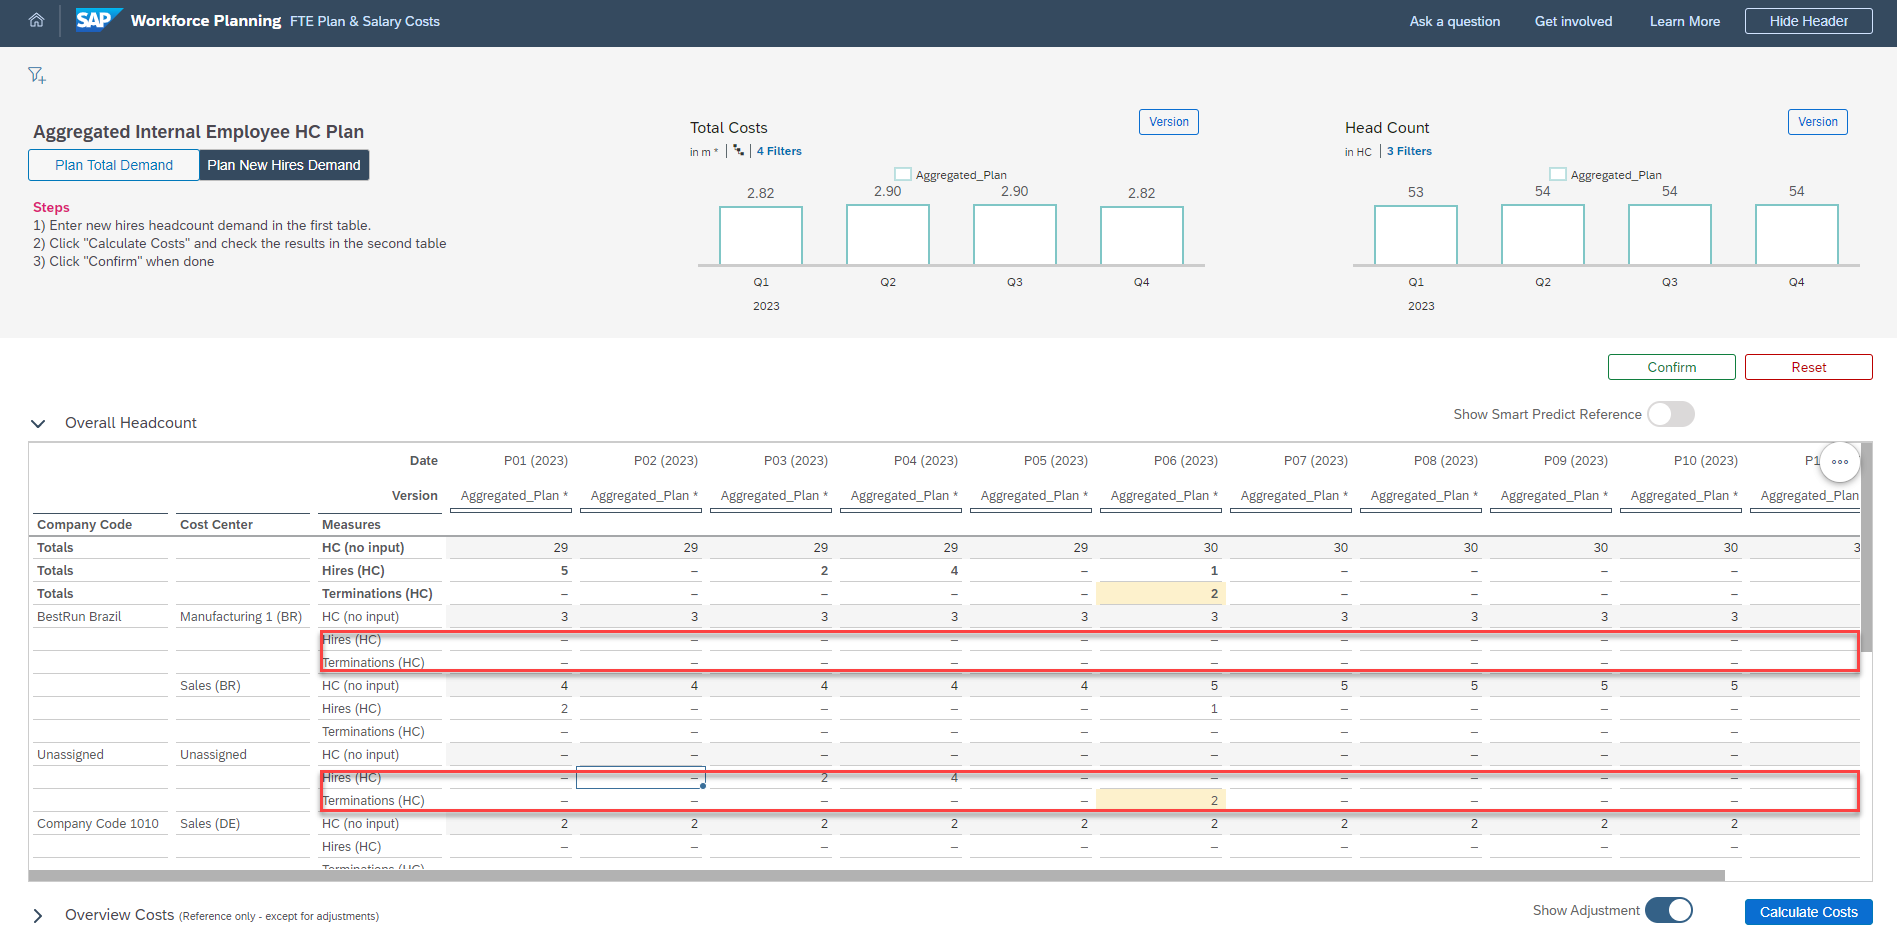 SAP Workforce Planning FTE Plan & Salary Costs Ask a question Get involved Learn More Hide Header
Aggregated Internal Employee HC Plan
Plan Total Demand Plan New Hires Demand
Steps
1) Enter new hires headcount demand in the first table.
2) Click "Calculate Costs" and check the results in the second table
3) Click "Confirm" when done
Total Costs Version
in m * 4 Filters
Aggregated_Plan
2.82 2.90 2.90 2.82
Q1 Q2 Q3 Q4
2023
Head Count Version
in HC 3 Filters
Aggregated_Plan
53 54 54 54
Q1 Q2 Q3 Q4
2023
Confirm Reset
Overall Headcount Show Smart Predict Reference
Date P01 (2023) P02 (2023) P03 (2023) P04 (2023) P05 (2023) P06 (2023) P07 (2023) P08 (2023) P09 (2023) P10 (2023) P1
Version Aggregated_Plan * Aggregated_Plan * Aggregated_Plan * Aggregated_Plan * Aggregated_Plan * Aggregated_Plan * Aggregated_Plan * Aggregated_Plan * Aggregated_Plan * Aggregated_Plan * Aggregated_Plan
Company Code Cost Center Measures
Totals HC (no input) 29 29 29 29 29 30 30 30 30 30 3
Totals Hires (HC) 5 – 2 4 – 1 – – – –
Totals Terminations (HC) – – – – – 2 – – – –
BestRun Brazil Manufacturing 1 (BR) HC (no input) 3 3 3 3 3 3 3 3 3 3
Hires (HC) – – – – – – – – – –
Terminations (HC) – – – – – – – – – –
Sales (BR) HC (no input) 4 4 4 4 4 5 5 5 5 5
Hires (HC) 2 – – – – 1 – – – –
Terminations (HC) – – – – – – – – – –
Unassigned Unassigned HC (no input) – – – – – – – – – –
Hires (HC) – – 2 4 – – – – – –
Terminations (HC) – – – – – 2 – – – –
Company Code 1010 Sales (DE) HC (no input) 2 2 2 2 2 2 2 2 2 2
Hires (HC) – – – – – – – – – –
Terminations (HC)
Overview Costs (Reference only - except for adjustments) Show Adjustment Calculate Costs